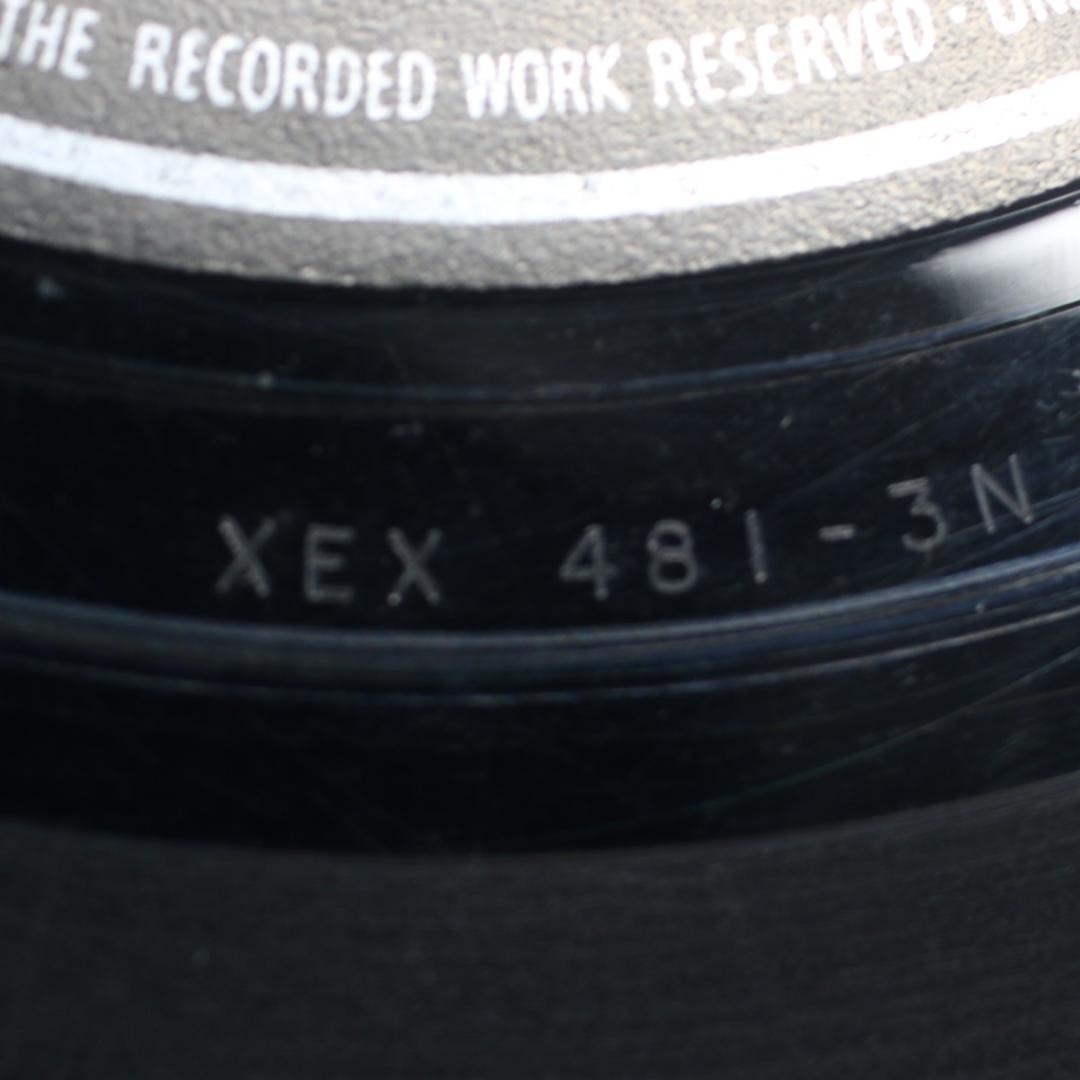 THE RECORDED WORK RESERVED ·
XEX 481-3N